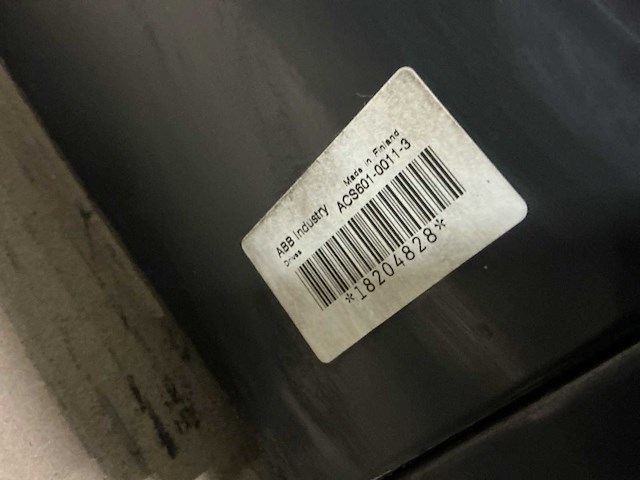 Made in Finland
ABB Industry ACS601-0011-3
Drives
*18204828*